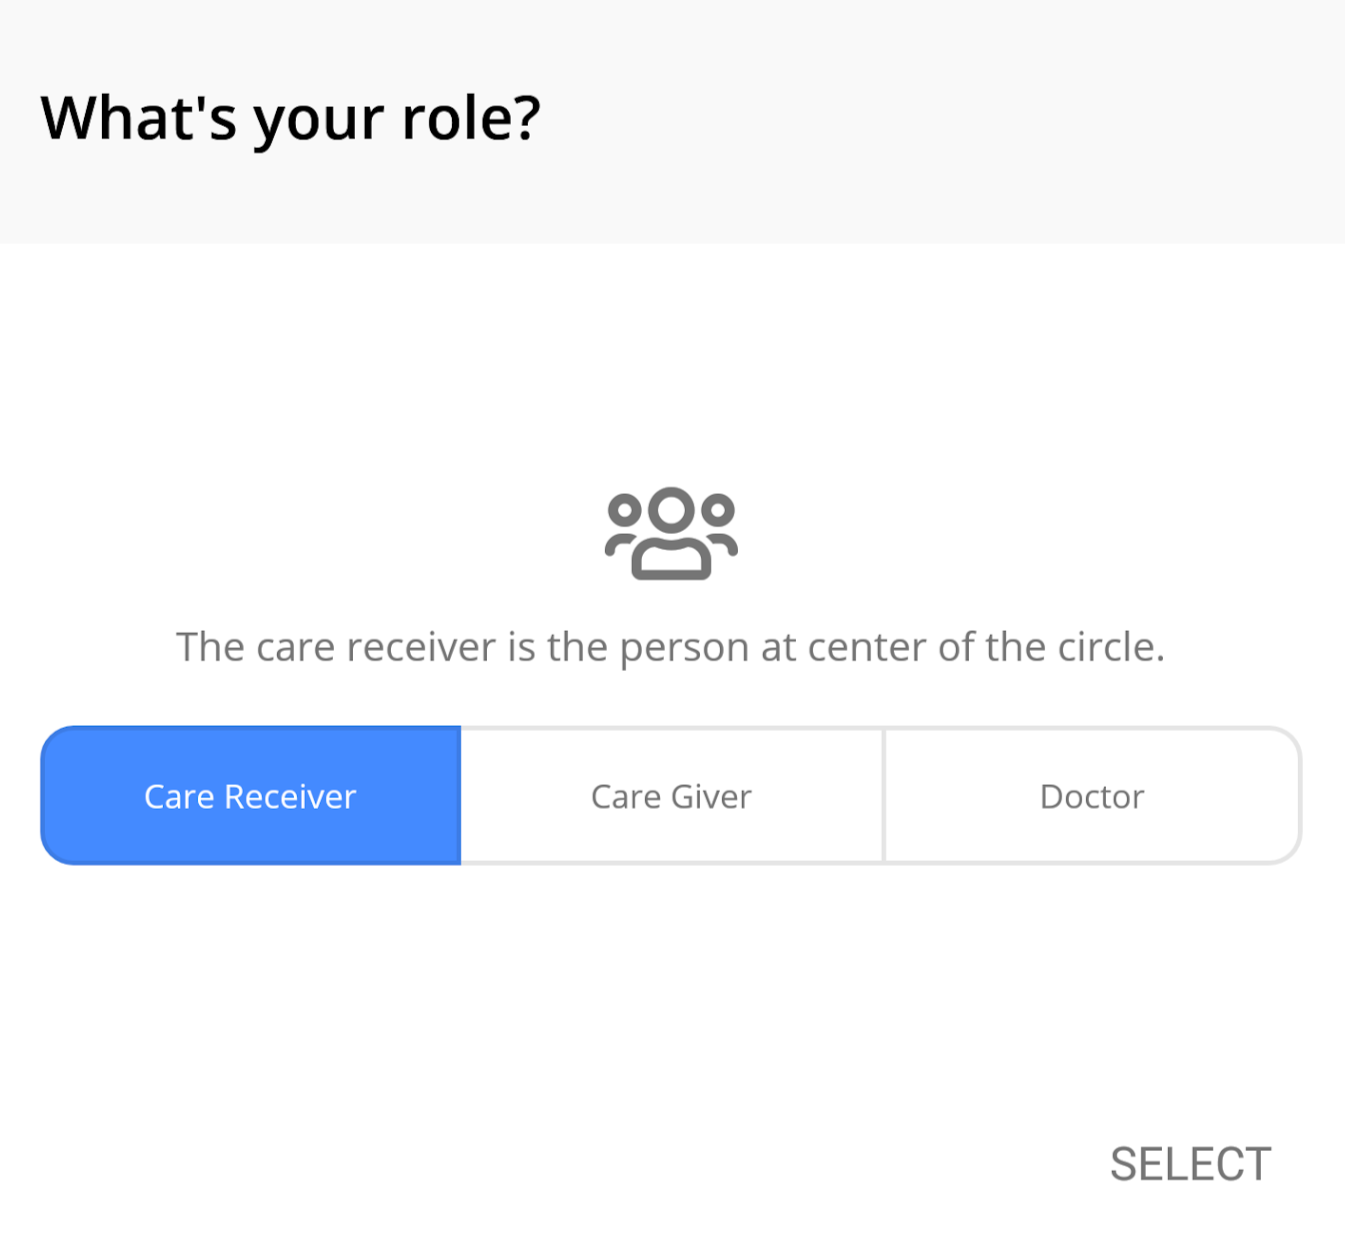 What's your role?
The care receiver is the person at center of the circle.
Care Receiver
Care Giver
Doctor
SELECT